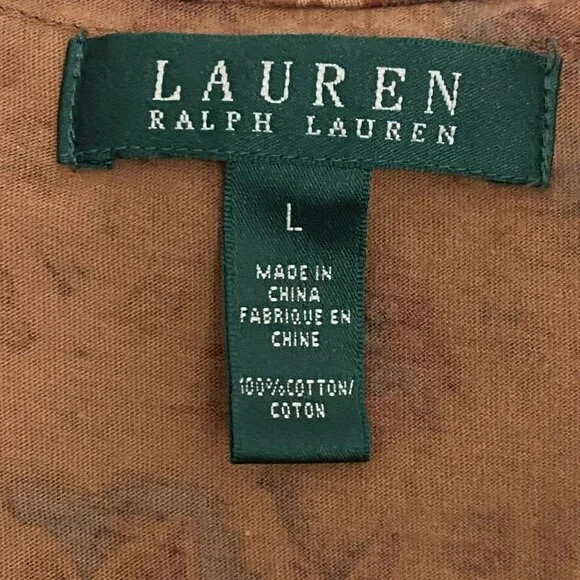 LAUREN
RALPH LAUREN
L
MADE IN
CHINA
FABRIQUE EN
CHINE
100%COTTON/
COTON